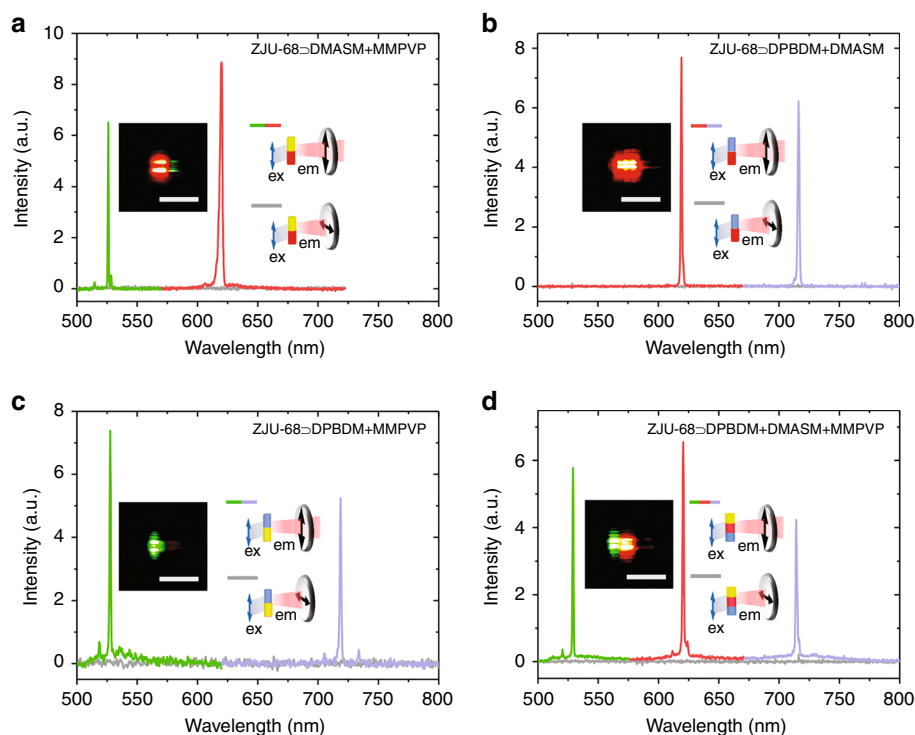 a
ZJU-68⊃DMASM+MMPVP
10
8
6
4
2
0
Intensity (a.u.)
ex
em
ex
em
500 550 600 650 700 750 800
Wavelength (nm)
b
ZJU-68⊃DPBDM+DMASM
8
6
4
2
0
Intensity (a.u.)
ex
em
ex
em
500 550 600 650 700 750 800
Wavelength (nm)
c
ZJU-68⊃DPBDM+MMPVP
8
6
4
2
0
Intensity (a.u.)
ex
em
ex
em
500 550 600 650 700 750 800
Wavelength (nm)
d
ZJU-68⊃DPBDM+DMASM+MMPVP
6
4
2
0
Intensity (a.u.)
ex
em
ex
em
500 550 600 650 700 750 800
Wavelength (nm)